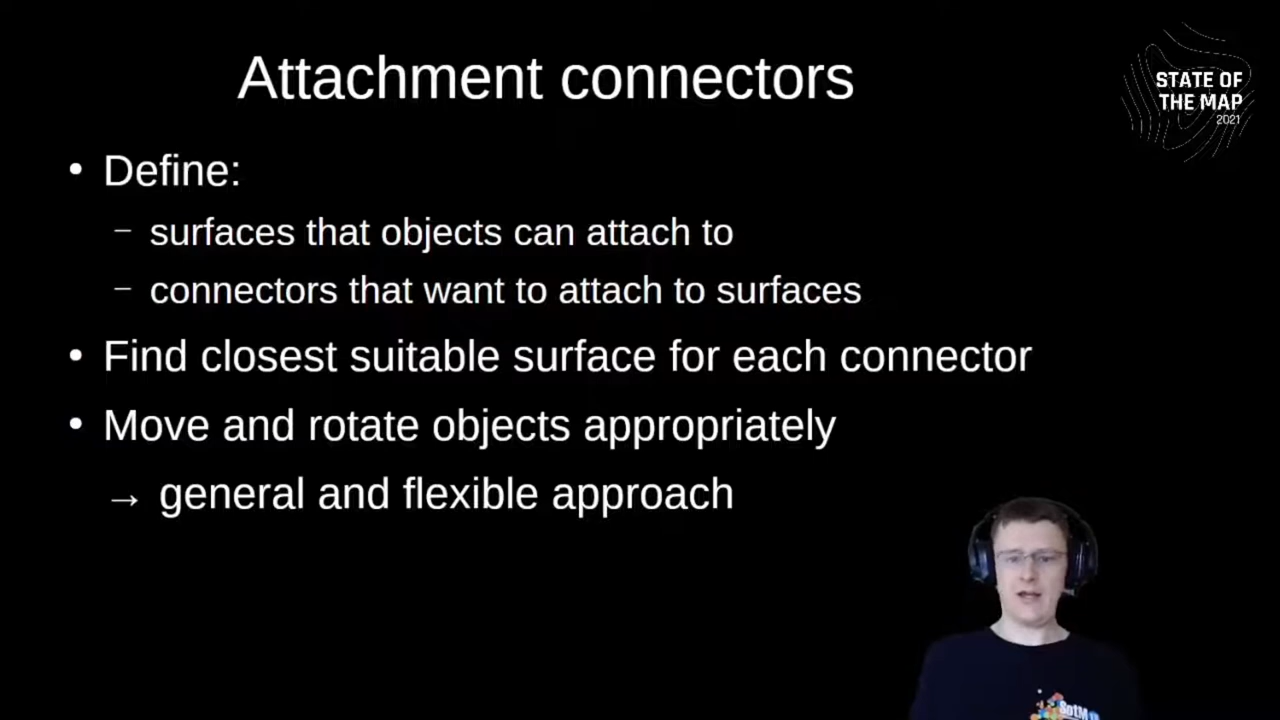 Attachment connectors
STATE OF
THE MAP
2021
• Define:
– surfaces that objects can attach to
– connectors that want to attach to surfaces
• Find closest suitable surface for each connector
• Move and rotate objects appropriately
→ general and flexible approach
SotM